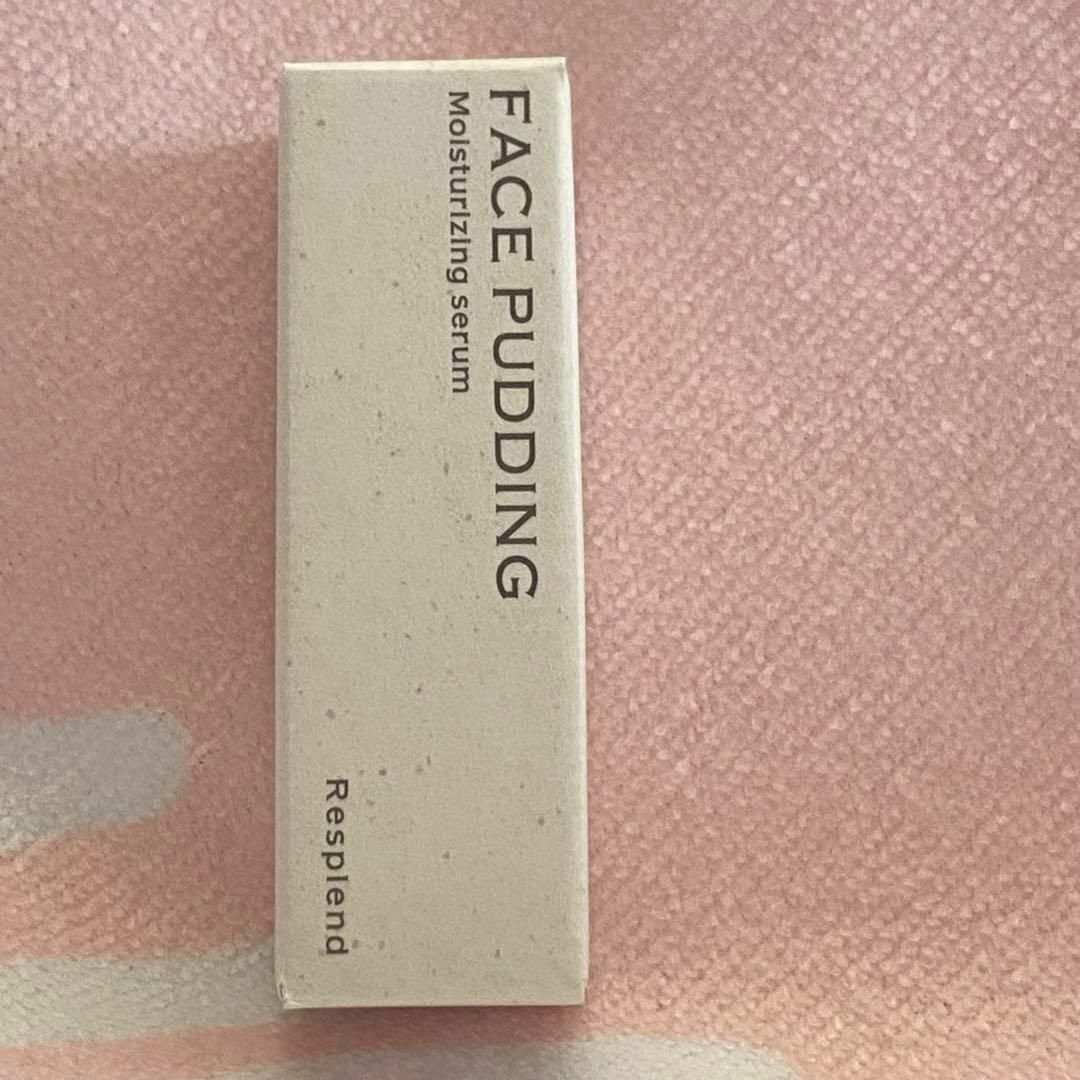 FACE PUDDING
Moisturizing serum
Resplend